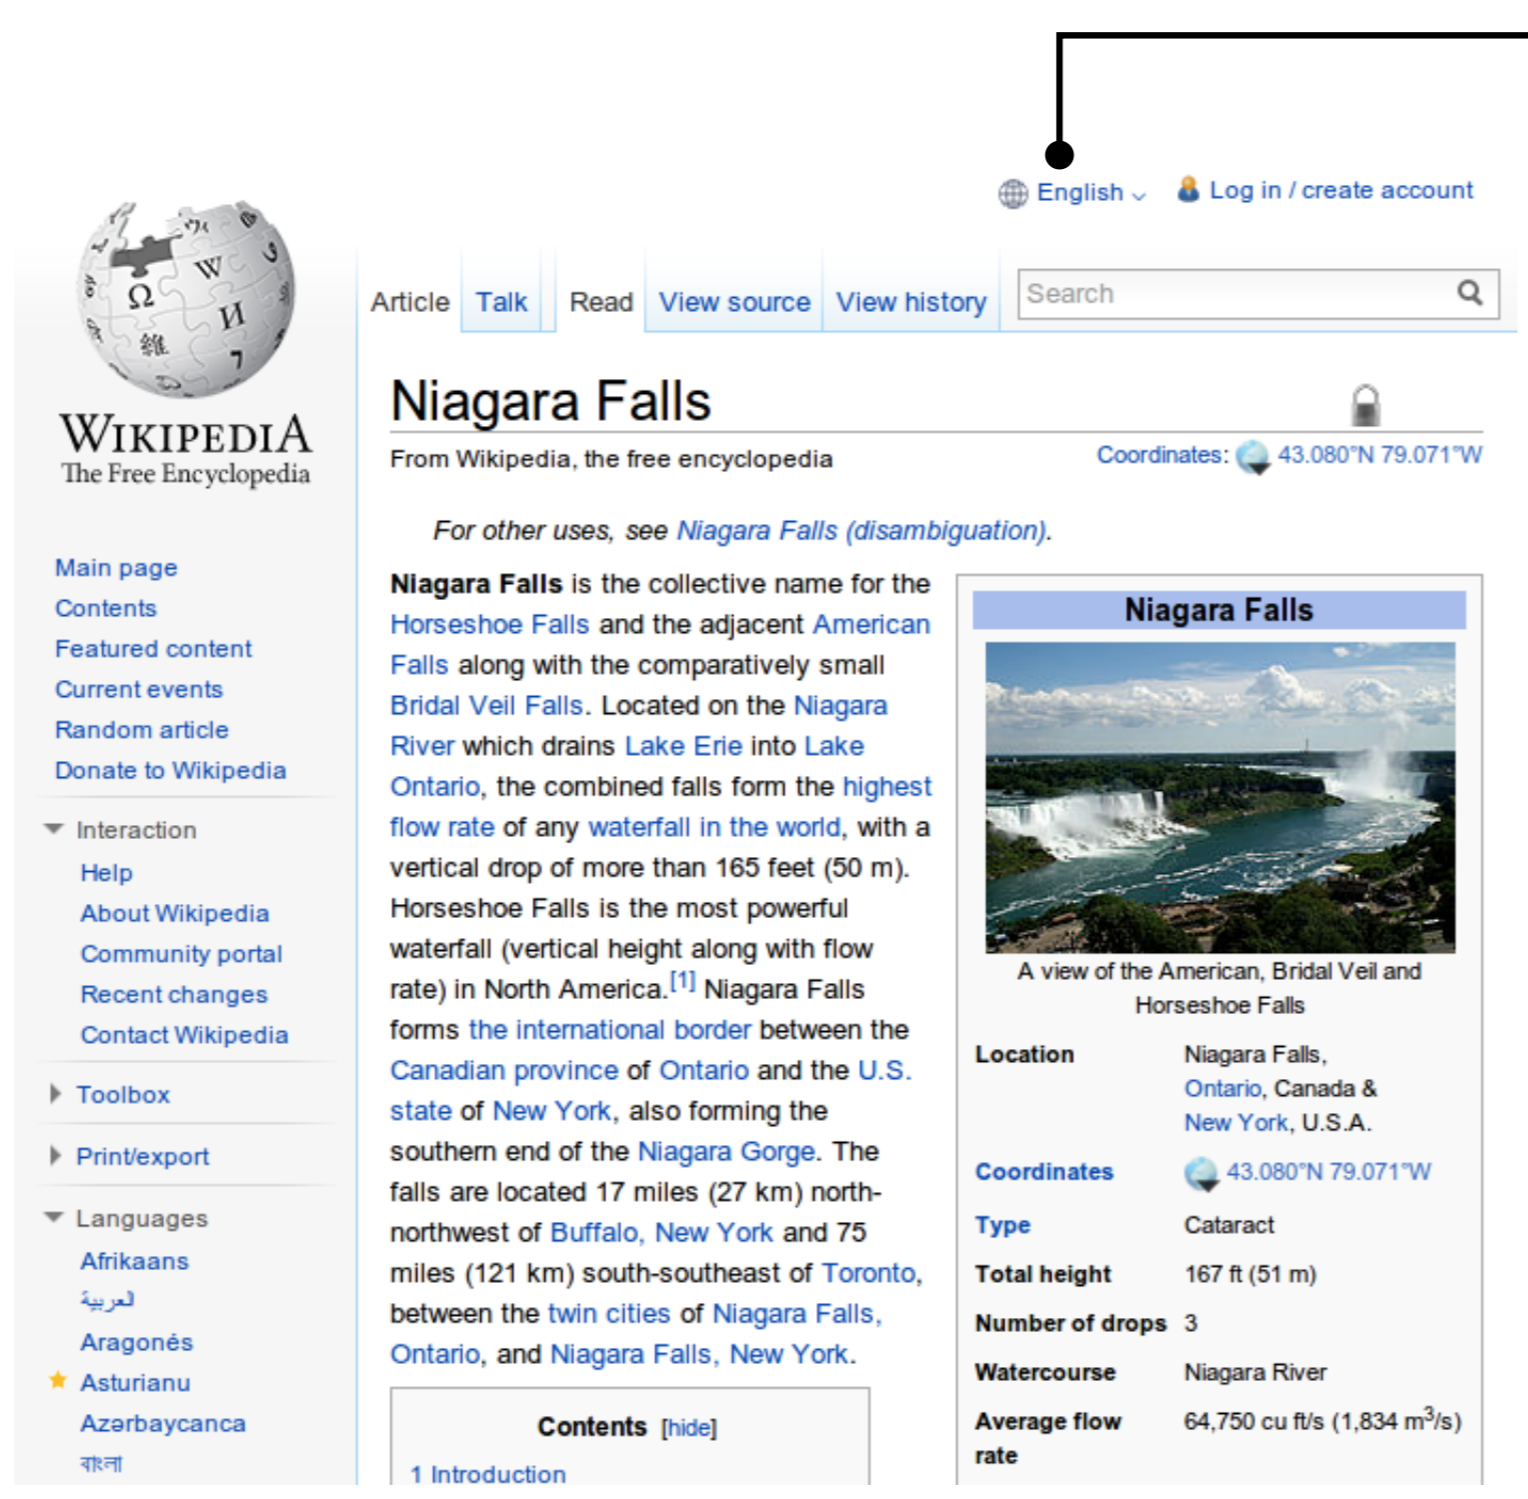 English
Log in / create account
Article
Talk
Read
View source
View history
Search
WIKIPEDIA
The Free Encyclopedia
Main page
Contents
Featured content
Current events
Random article
Donate to Wikipedia
Interaction
Help
About Wikipedia
Community portal
Recent changes
Contact Wikipedia
Toolbox
Print/export
Languages
Afrikaans
العربية
Aragonés
Asturianu
Azərbaycanca
বাংলা
Niagara Falls
From Wikipedia, the free encyclopedia
Coordinates: 43.080°N 79.071°W
For other uses, see Niagara Falls (disambiguation).
Niagara Falls is the collective name for the
Horseshoe Falls and the adjacent American
Falls along with the comparatively small
Bridal Veil Falls. Located on the Niagara
River which drains Lake Erie into Lake
Ontario, the combined falls form the highest
flow rate of any waterfall in the world, with a
vertical drop of more than 165 feet (50 m).
Horseshoe Falls is the most powerful
waterfall (vertical height along with flow
rate) in North America.[1] Niagara Falls
forms the international border between the
Canadian province of Ontario and the U.S.
state of New York, also forming the
southern end of the Niagara Gorge. The
falls are located 17 miles (27 km) north-
northwest of Buffalo, New York and 75
miles (121 km) south-southeast of Toronto,
between the twin cities of Niagara Falls,
Ontario, and Niagara Falls, New York.
Contents [hide]
1 Introduction
Niagara Falls
A view of the American, Bridal Veil and
Horseshoe Falls
Location Niagara Falls,
Ontario, Canada &
New York, U.S.A.
Coordinates 43.080°N 79.071°W
Type Cataract
Total height 167 ft (51 m)
Number of drops 3
Watercourse Niagara River
Average flow 64,750 cu ft/s (1,834 m³/s)
rate